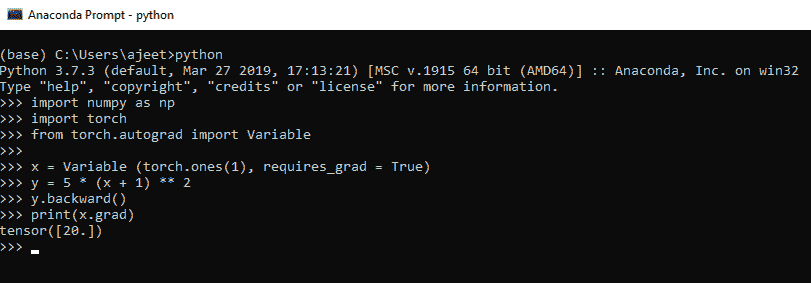 Anaconda Prompt - python
(base) C:\Users\ajeet>python
Python 3.7.3 (default, Mar 27 2019, 17:13:21) [MSC v.1915 64 bit (AMD64)] :: Anaconda, Inc. on win32
Type "help", "copyright", "credits" or "license" for more information.
>>> import numpy as np
>>> import torch
>>> from torch.autograd import Variable
>>>
>>> x = Variable (torch.ones(1), requires_grad = True)
>>> y = 5 * (x + 1) ** 2
>>> y.backward()
>>> print(x.grad)
tensor([20.])
>>>